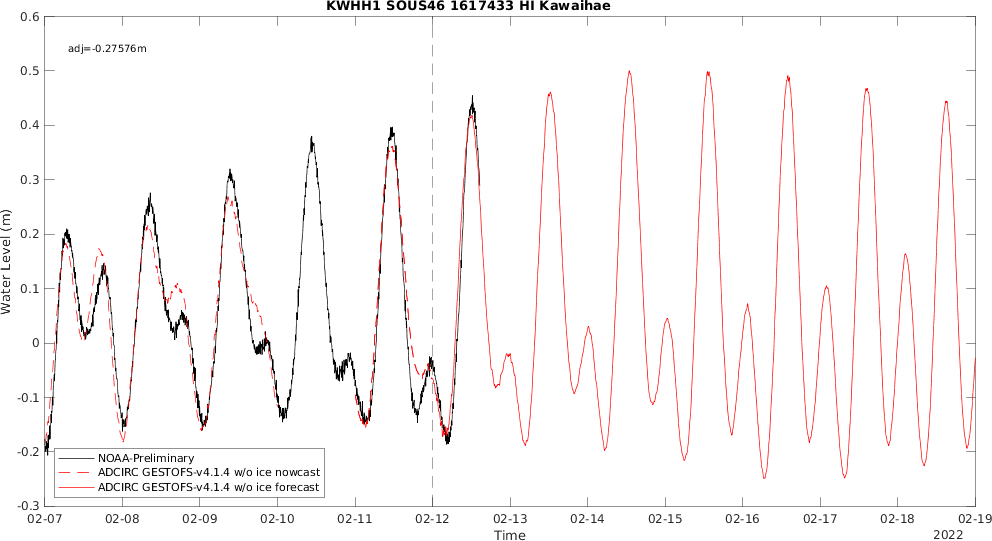 KWHH1 SOUS46 1617433 HI Kawaihae
adj=-0.27576m
0.6
0.5
0.4
0.3
0.2
0.1
0
-0.1
-0.2
-0.3
Water Level (m)
NOAA-Preliminary
ADCIRC GESTOFS-v4.1.4 w/o ice nowcast
ADCIRC GESTOFS-v4.1.4 w/o ice forecast
02-07 02-08 02-09 02-10 02-11 02-12 02-13 02-14 02-15 02-16 02-17 02-18 02-19
Time
2022